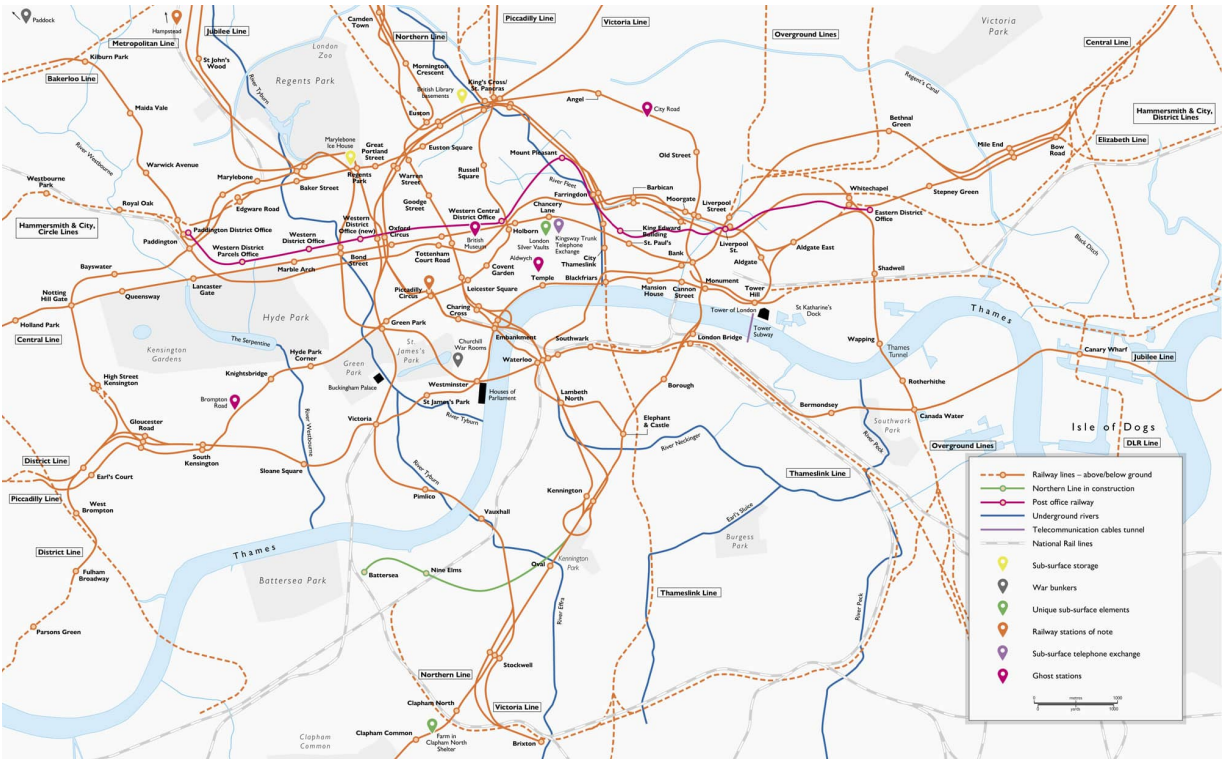 Paddock
Hampstead
Metropolitan Line
Jubilee Line
Camden
Town
Northern Line
Piccadilly Line
Victoria Line
Overground Lines
Victoria
Park
Central Line
Kilburn Park
Bakerloo Line
St John's
Wood
London
Zoo
Regents Park
River Tyburn
Mornington
Crescent
King's Cross/
St. Pancras
British Library
basements
Euston
Angel
City Road
Regent's Canal
Hammersmith & City,
District Lines
Elizabeth Line
Maida Vale
Marylebone
Ice House
Great
Portland
Street
Euston Square
Mount Pleasant
Old Street
Bethnal
Green
Mile End
Bow
Road
River Westbourne
Warwick Avenue
Marylebone
Baker Street
Regents
Park
Warren
Street
Russell
Square
River Fleet
Farringdon
Barbican
Moorgate
Liverpool
Street
Whitechapel
Stepney Green
Westbourne
Park
Royal Oak
Edgware Road
Goodge
Street
Hammersmith & City,
Circle Lines
Paddington District Office
Paddington
Western District
Parcels Office
Western
District Office
Western
District
Office (new)
Oxford
Circus
Western Central
District Office
British
Museum
Holborn
Chancery
Lane
London
Silver Vaults
Kingsway Trunk
Telephone
Exchange
King Edward
Building
St. Paul's
Liverpool
St.
Eastern District
Office
Black Ditch
Bayswater
Marble Arch
Bond
Street
Tottenham
Court Road
Covent
Garden
Aldwych
Temple
City
Thameslink
Blackfriars
Bank
Aldgate
Aldgate East
Shadwell
Notting
Hill Gate
Queensway
Lancaster
Gate
Piccadilly
Circus
Leicester Square
Mansion
House
Cannon
Street
Monument
Tower
Hill
Holland Park
Central Line
Hyde Park
Green Park
Charing
Cross
Embankment
Tower of London
St Katharine's
Dock
Tower
Subway
Thames
Kensington
Gardens
The Serpentine
Hyde Park
Corner
Green
Park
St.
James's
Park
Churchill
War Rooms
Waterloo
Southwark
London Bridge
Wapping
Thames
Tunnel
Canary Wharf
Jubilee Line
High Street
Kensington
Knightsbridge
Buckingham Palace
Westminster
St James's Park
Houses of
Parliament
Lambeth
North
Borough
Rotherhithe
Brompton
Road
River Westbourne
Victoria
River Tyburn
Elephant
& Castle
Bermondsey
Canada Water
Gloucester
Road
South
Kensington
Sloane Square
River Neckinger
Southwark
Park
River Peck
Overground Lines
Isle of Dogs
DLR Line
District Line
Earl's Court
Piccadilly Line
West
Brompton
River Tyburn
Pimlico
Kennington
Thameslink Line
Vauxhall
Earl's Sluice
Burgess
Park
District Line
Thames
Battersea Park
Fulham
Broadway
Battersea
Nine Elms
Oval
Kennington
Park
Thameslink Line
River Effra
River Peck
Parsons Green
Stockwell
Northern Line
Clapham North
Victoria Line
Clapham Common
Farm in
Clapham North
Shelter
Brixton
Clapham
Common
Railway lines – above/below ground
Northern Line in construction
Post office railway
Underground rivers
Telecommunication cables tunnel
National Rail lines
Sub-surface storage
War bunkers
Unique sub-surface elements
Railway stations of note
Sub-surface telephone exchange
Ghost stations
0 metres 1000
0 yards 1000